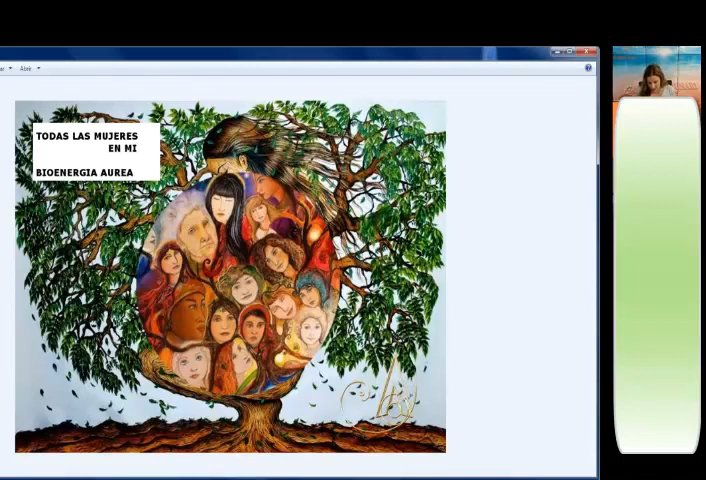 Abrir
TODAS LAS MUJERES
EN MI
BIOENERGIA AUREA